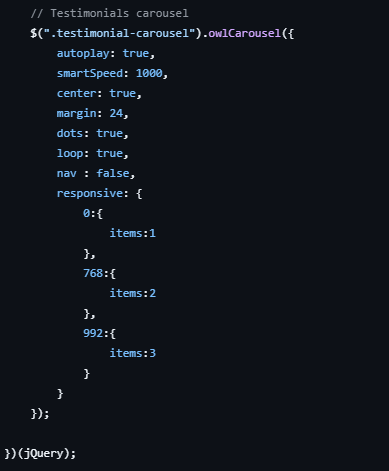 // Testimonials carousel
$(".testimonial-carousel").owlCarousel({
autoplay: true,
smartSpeed: 1000,
center: true,
margin: 24,
dots: true,
loop: true,
nav : false,
responsive: {
0:{
items:1
},
768:{
items:2
},
992:{
items:3
}
}
});
})(jQuery);